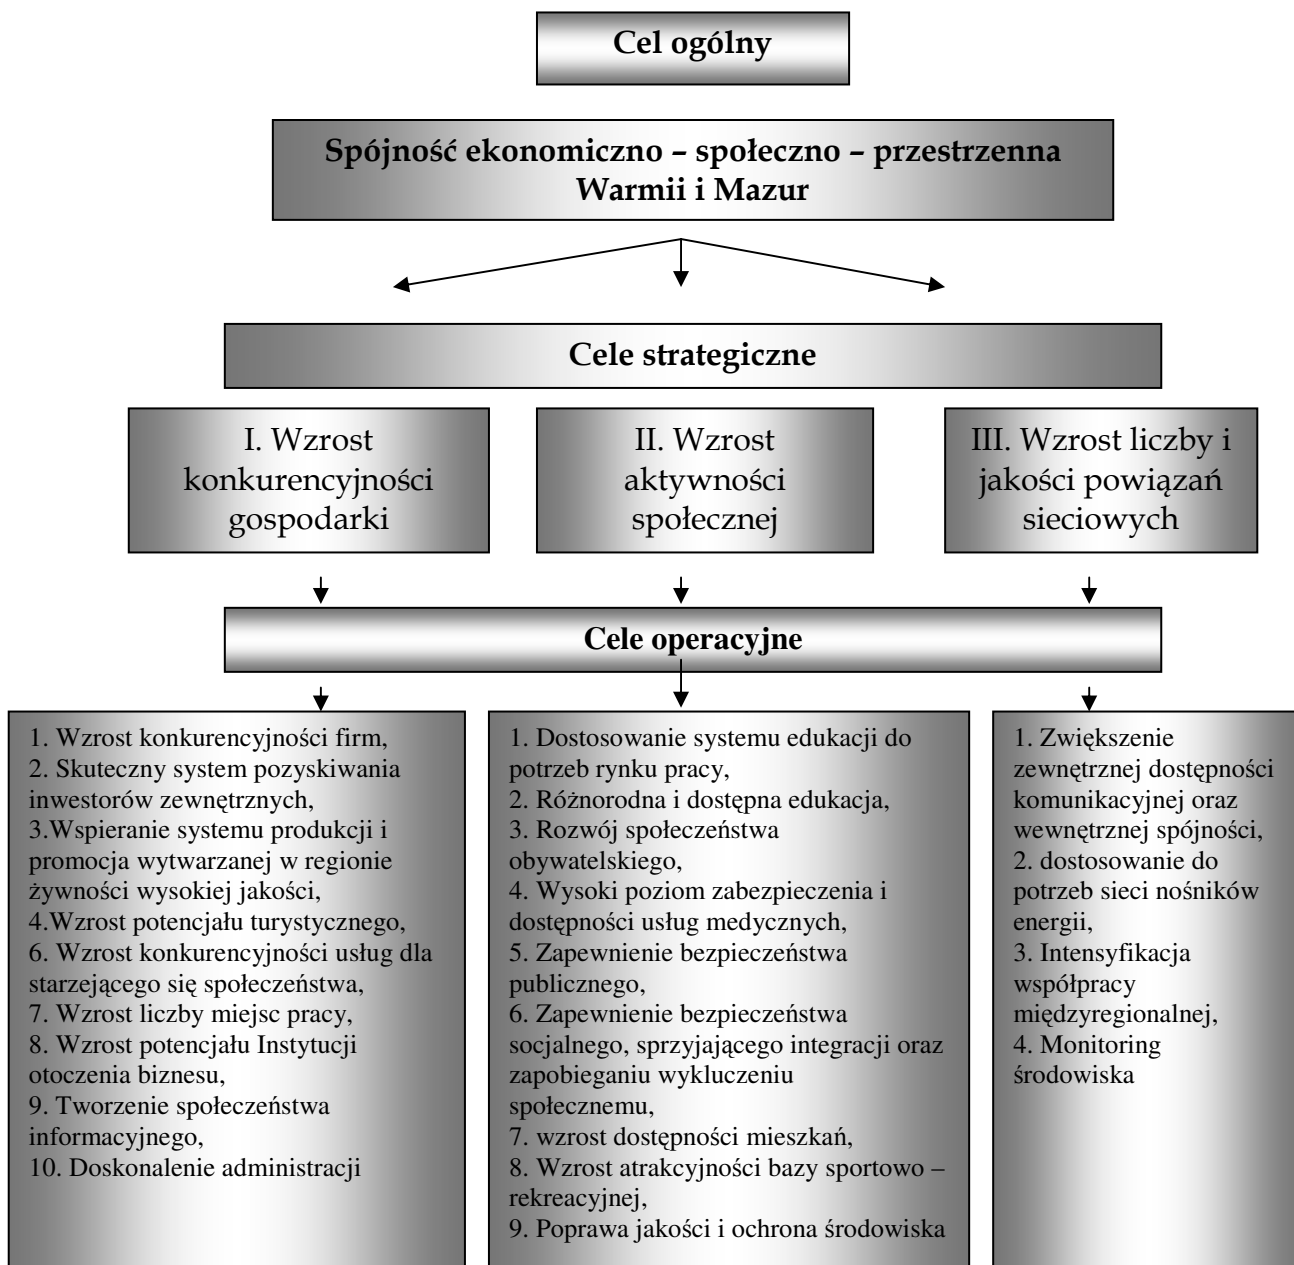 Cel ogólny
Spójność ekonomiczno – społeczno – przestrzenna
Warmii i Mazur
Cele strategiczne
I. Wzrost
konkurencyjności
gospodarki
II. Wzrost
aktywności
społecznej
III. Wzrost liczby i
jakości powiązań
sieciowych
Cele operacyjne
1. Wzrost konkurencyjności firm,
2. Skuteczny system pozyskiwania
inwestorów zewnętrznych,
3.Wspieranie systemu produkcji i
promocja wytwarzanej w regionie
żywności wysokiej jakości,
4.Wzrost potencjału turystycznego,
6. Wzrost konkurencyjności usług dla
starzejącego się społeczeństwa,
7. Wzrost liczby miejsc pracy,
8. Wzrost potencjału Instytucji
otoczenia biznesu,
9. Tworzenie społeczeństwa
informacyjnego,
10. Doskonalenie administracji
1. Dostosowanie systemu edukacji do
potrzeb rynku pracy,
2. Różnorodna i dostępna edukacja,
3. Rozwój społeczeństwa
obywatelskiego,
4. Wysoki poziom zabezpieczenia i
dostępności usług medycznych,
5. Zapewnienie bezpieczeństwa
publicznego,
6. Zapewnienie bezpieczeństwa
socjalnego, sprzyjającego integracji oraz
zapobieganiu wykluczeniu
społecznemu,
7. wzrost dostępności mieszkań,
8. Wzrost atrakcyjności bazy sportowo –
rekreacyjnej,
9. Poprawa jakości i ochrona środowiska
1. Zwiększenie
zewnętrznej dostępności
komunikacyjnej oraz
wewnętrznej spójności,
2. dostosowanie do
potrzeb sieci nośników
energii,
3. Intensyfikacja
współpracy
międzyregionalnej,
4. Monitoring
środowiska